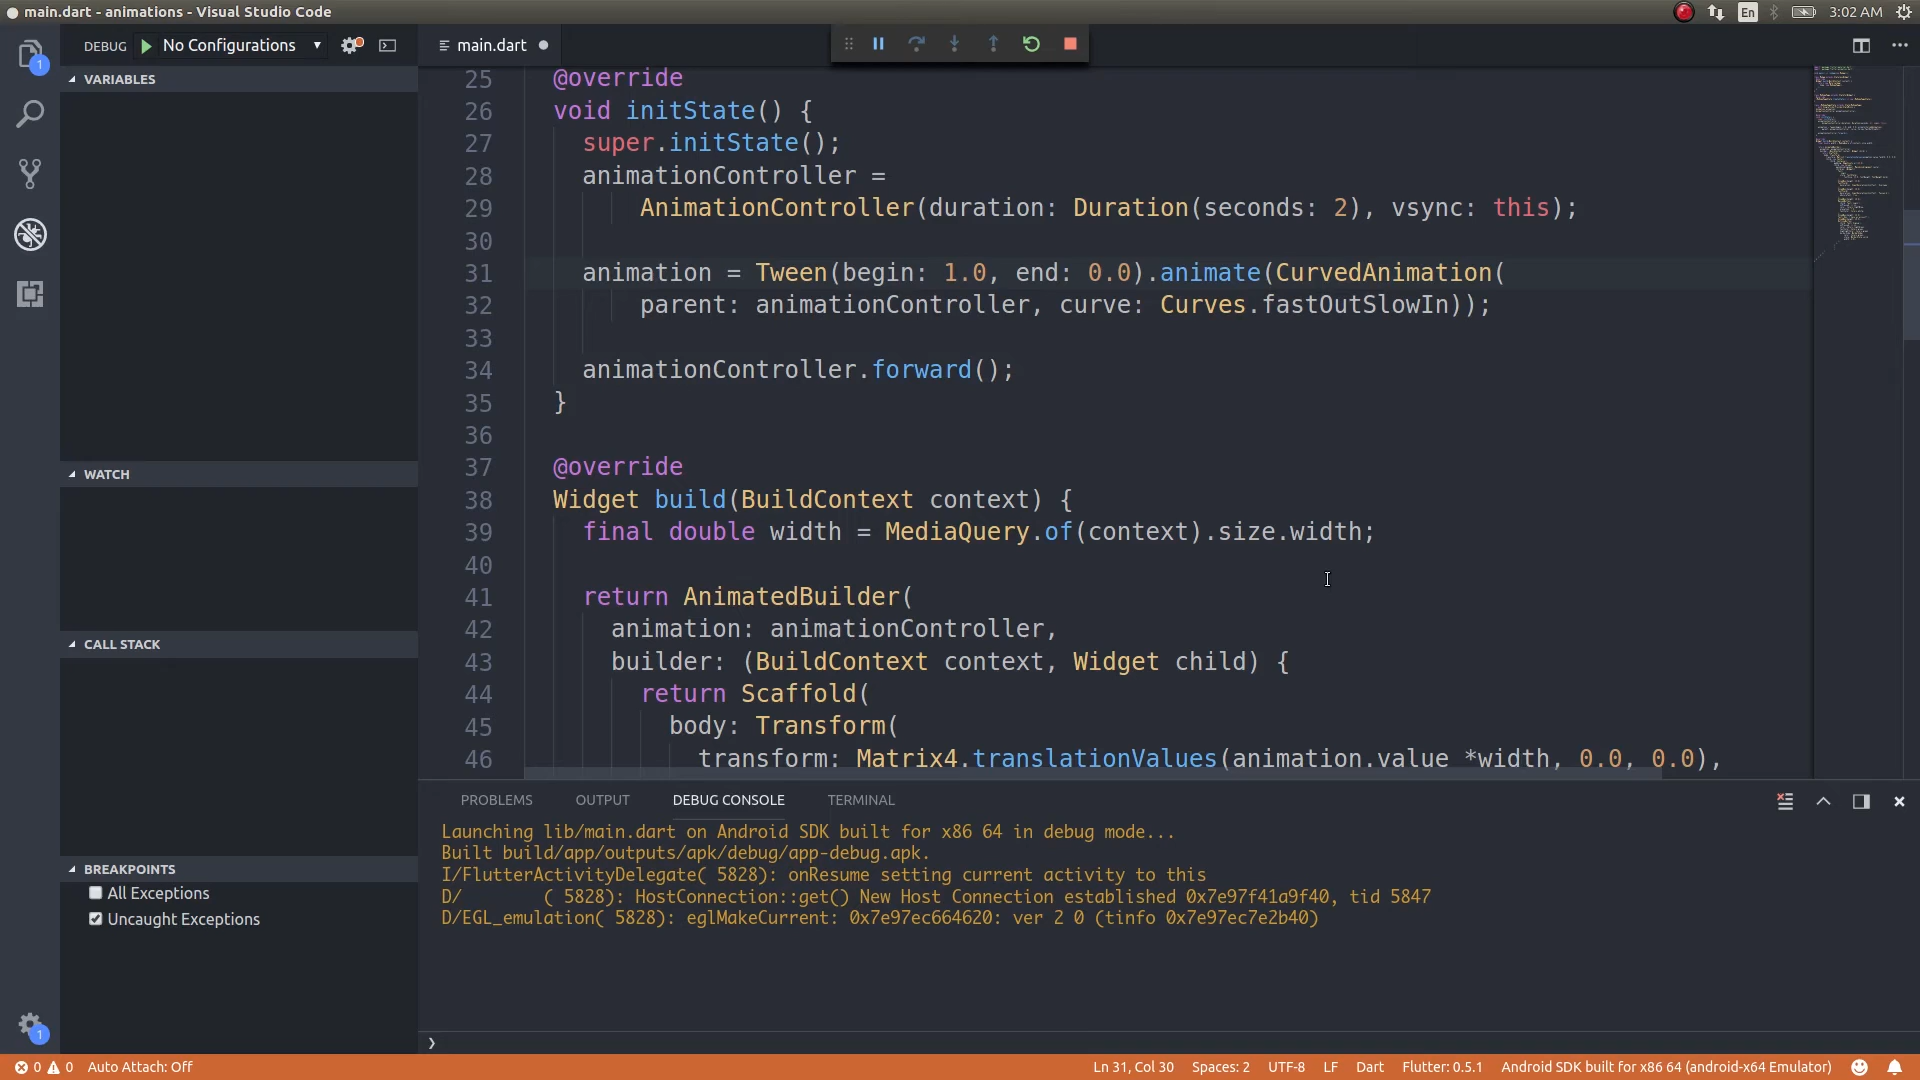 main.dart - animations - Visual Studio Code
En
3:02 AM
DEBUG No Configurations
main.dart
1
VARIABLES
WATCH
CALL STACK
BREAKPOINTS
All Exceptions
Uncaught Exceptions
1
25 @override
26 void initState() {
27 super.initState();
28 animationController =
29 AnimationController(duration: Duration(seconds: 2), vsync: this);
30
31 animation = Tween(begin: 1.0, end: 0.0).animate(CurvedAnimation(
32 parent: animationController, curve: Curves.fastOutSlowIn));
33
34 animationController.forward();
35 }
36
37 @override
38 Widget build(BuildContext context) {
39 final double width = MediaQuery.of(context).size.width;
40
41 return AnimatedBuilder(
42 animation: animationController,
43 builder: (BuildContext context, Widget child) {
44 return Scaffold(
45 body: Transform(
46 transform: Matrix4.translationValues(animation.value *width, 0.0, 0.0),
PROBLEMS OUTPUT DEBUG CONSOLE TERMINAL
Launching lib/main.dart on Android SDK built for x86 64 in debug mode...
Built build/app/outputs/apk/debug/app-debug.apk.
I/FlutterActivityDelegate( 5828): onResume setting current activity to this
D/ ( 5828): HostConnection::get() New Host Connection established 0x7e97f41a9f40, tid 5847
D/EGL_emulation( 5828): eglMakeCurrent: 0x7e97ec664620: ver 2 0 (tinfo 0x7e97ec7e2b40)
0 0 Auto Attach: Off
Ln 31, Col 30 Spaces: 2 UTF-8 LF Dart Flutter: 0.5.1 Android SDK built for x86 64 (android-x64 Emulator)